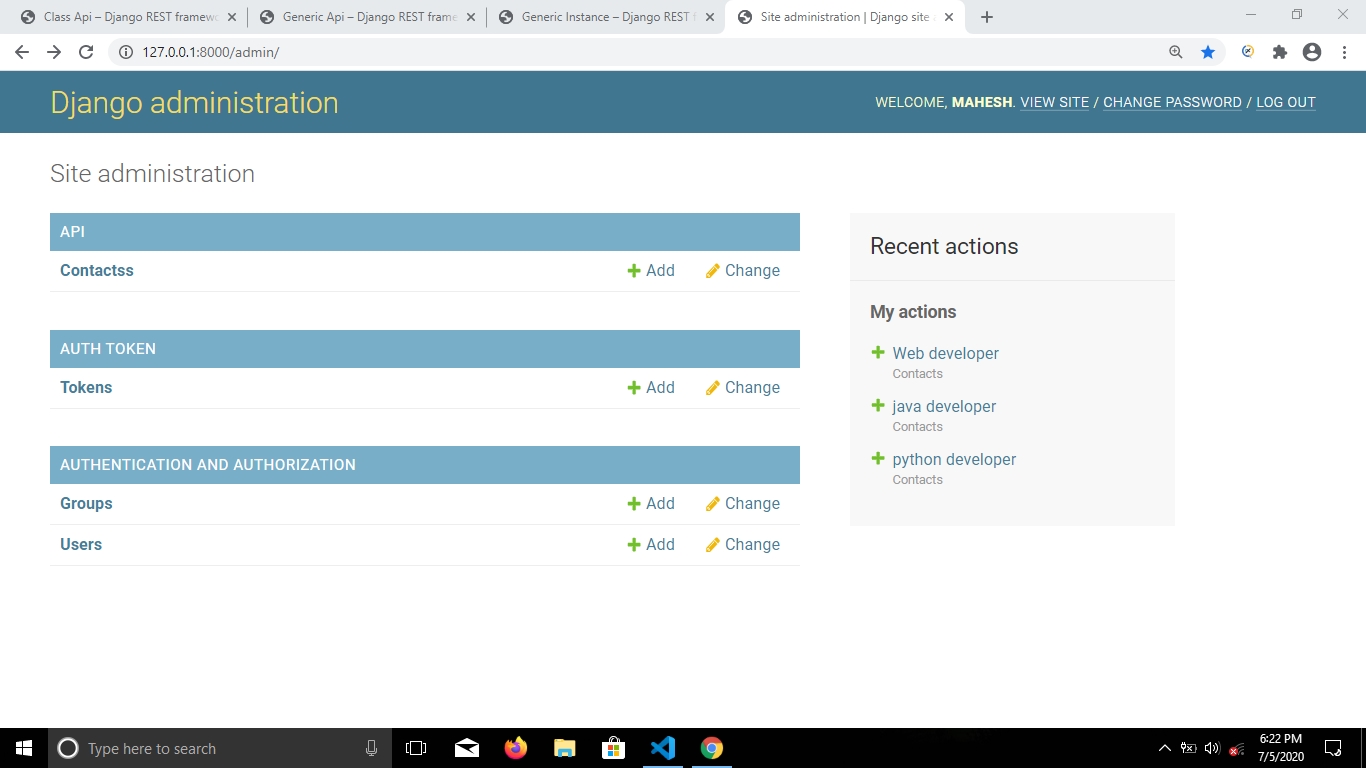 Class Api – Django REST framewo
Generic Api – Django REST frame
Generic Instance – Django REST f
Site administration | Django site a
127.0.0.1:8000/admin/
Django administration
WELCOME, MAHESH. VIEW SITE / CHANGE PASSWORD / LOG OUT
Site administration
API
Contactss
Add
Change
AUTH TOKEN
Tokens
Add
Change
AUTHENTICATION AND AUTHORIZATION
Groups
Add
Change
Users
Add
Change
Recent actions
My actions
Web developer
Contacts
java developer
Contacts
python developer
Contacts
Type here to search
6:22 PM
7/5/2020